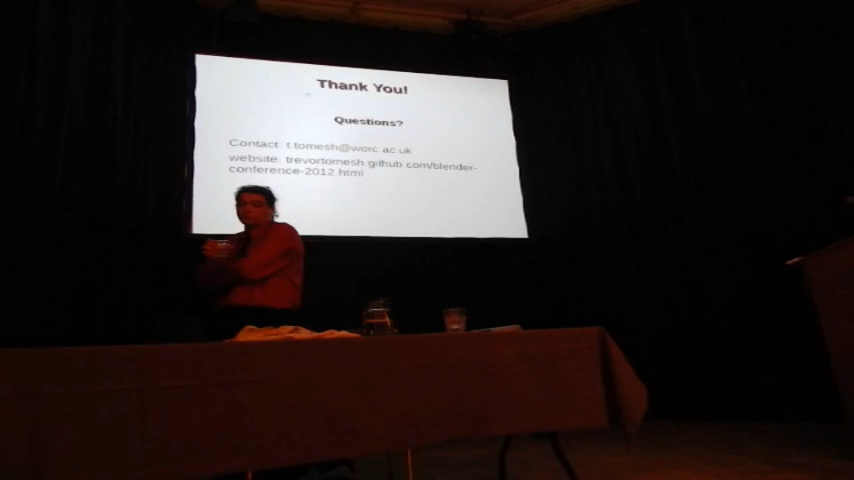 Thank You!
Questions?
Contact: t.tomesh@worc.ac.uk
website: trevortomesh.github.com/blender-
conference-2012.html